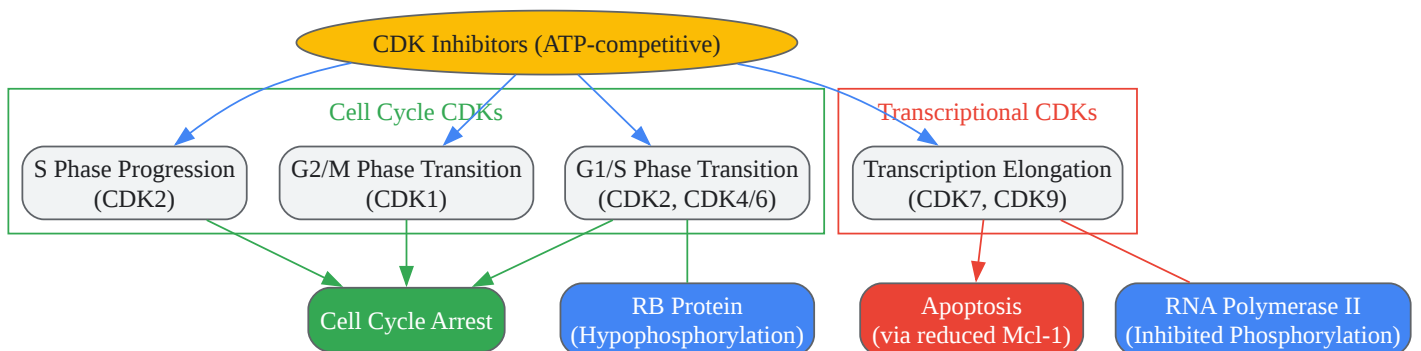 CDK Inhibitors (ATP-competitive)
Cell Cycle CDKs
Transcriptional CDKs
S Phase Progression
(CDK2)
G2/M Phase Transition
(CDK1)
G1/S Phase Transition
(CDK2, CDK4/6)
Transcription Elongation
(CDK7, CDK9)
Cell Cycle Arrest
RB Protein
(Hypophosphorylation)
Apoptosis
(via reduced Mcl-1)
RNA Polymerase II
(Inhibited Phosphorylation)